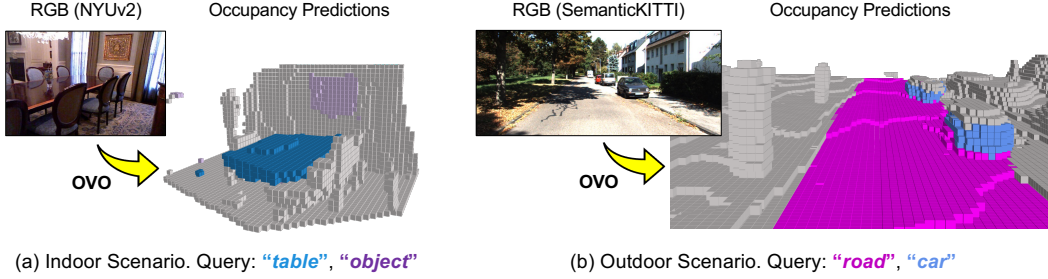 RGB (NYUv2)
Occupancy Predictions
OVO
(a) Indoor Scenario. Query: “table”, “object”
RGB (SemanticKITTI)
Occupancy Predictions
OVO
(b) Outdoor Scenario. Query: “road”, “car”